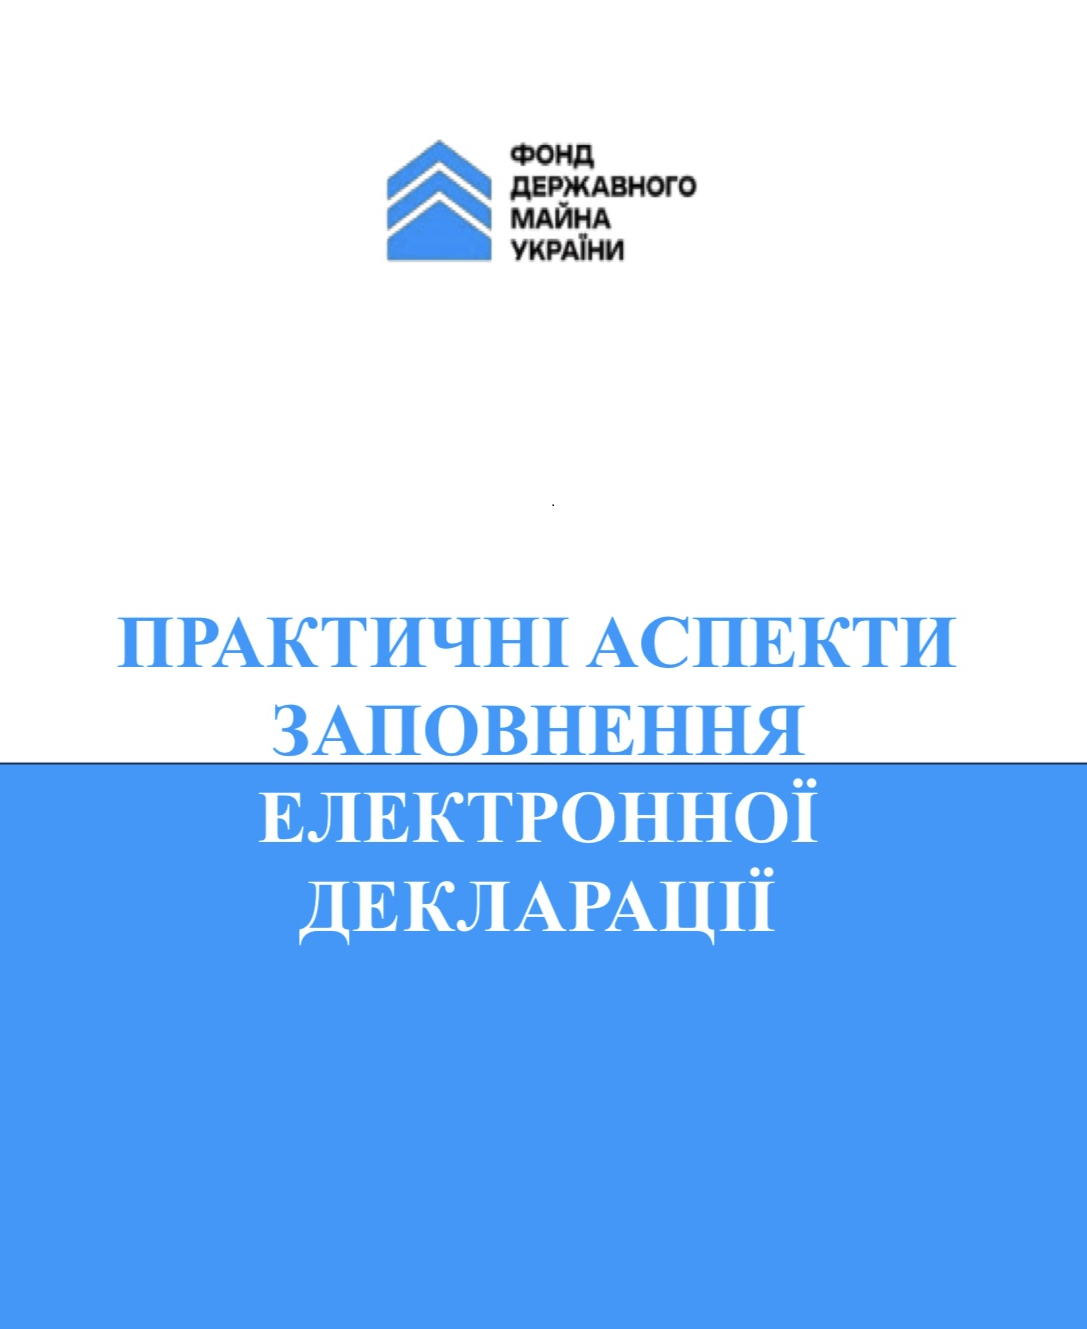 ФОНД
ДЕРЖАВНОГО
МАЙНА
УКРАЇНИ
.
ПРАКТИЧНІ АСПЕКТИ
ЗАПОВНЕННЯ
ЕЛЕКТРОННОЇ
ДЕКЛАРАЦІЇ